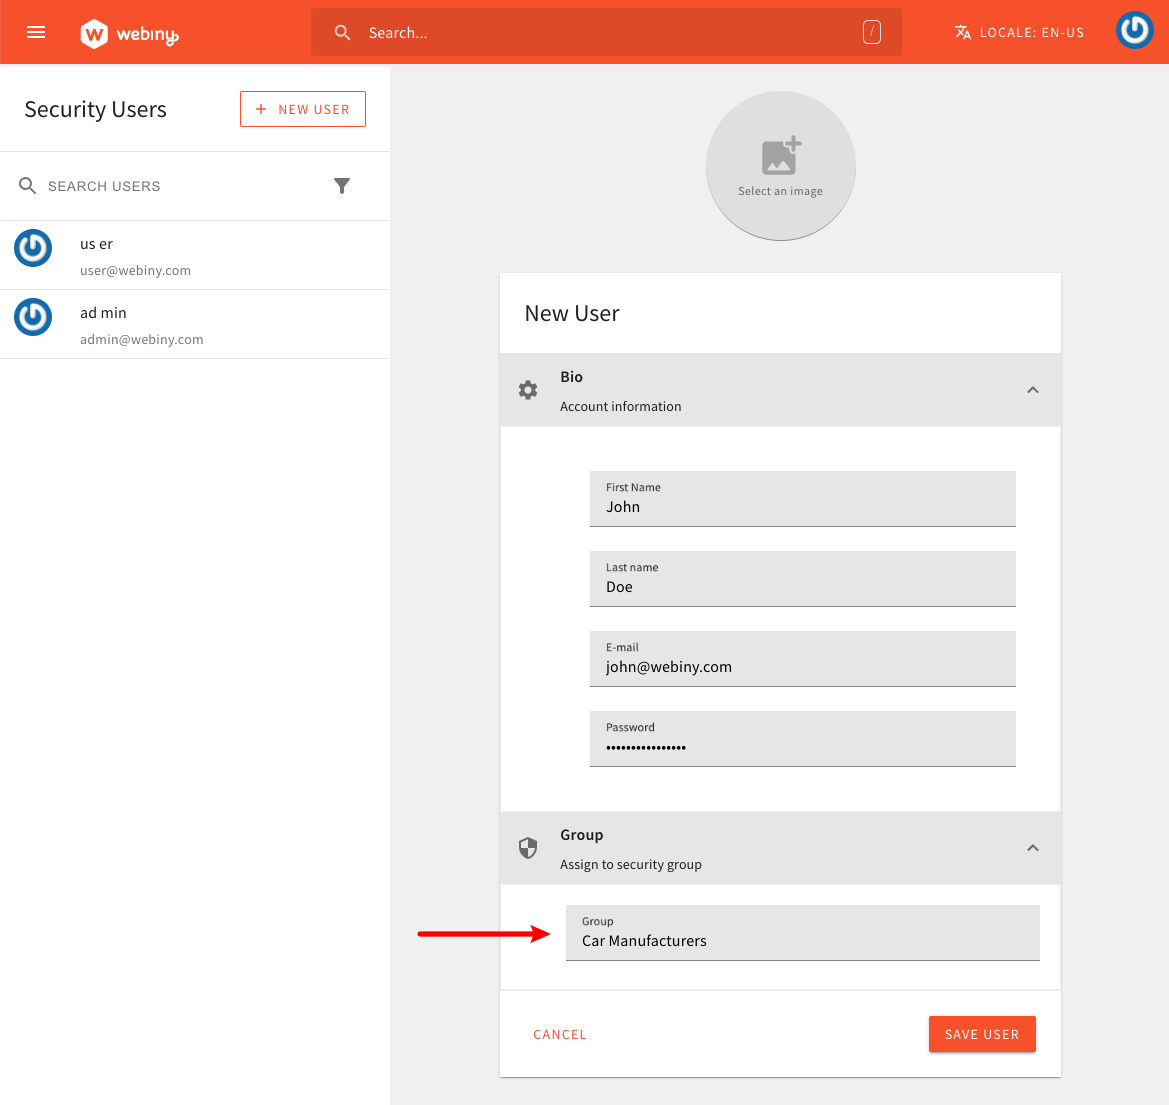 webiny
Search...
/
LOCALE: EN-US
Security Users
+ NEW USER
SEARCH USERS
us er
user@webiny.com
ad min
admin@webiny.com
Select an image
New User
Bio
Account information
First Name
John
Last name
Doe
E-mail
john@webiny.com
Password
••••••••••••••••
Group
Assign to security group
Group
Car Manufacturers
CANCEL
SAVE USER